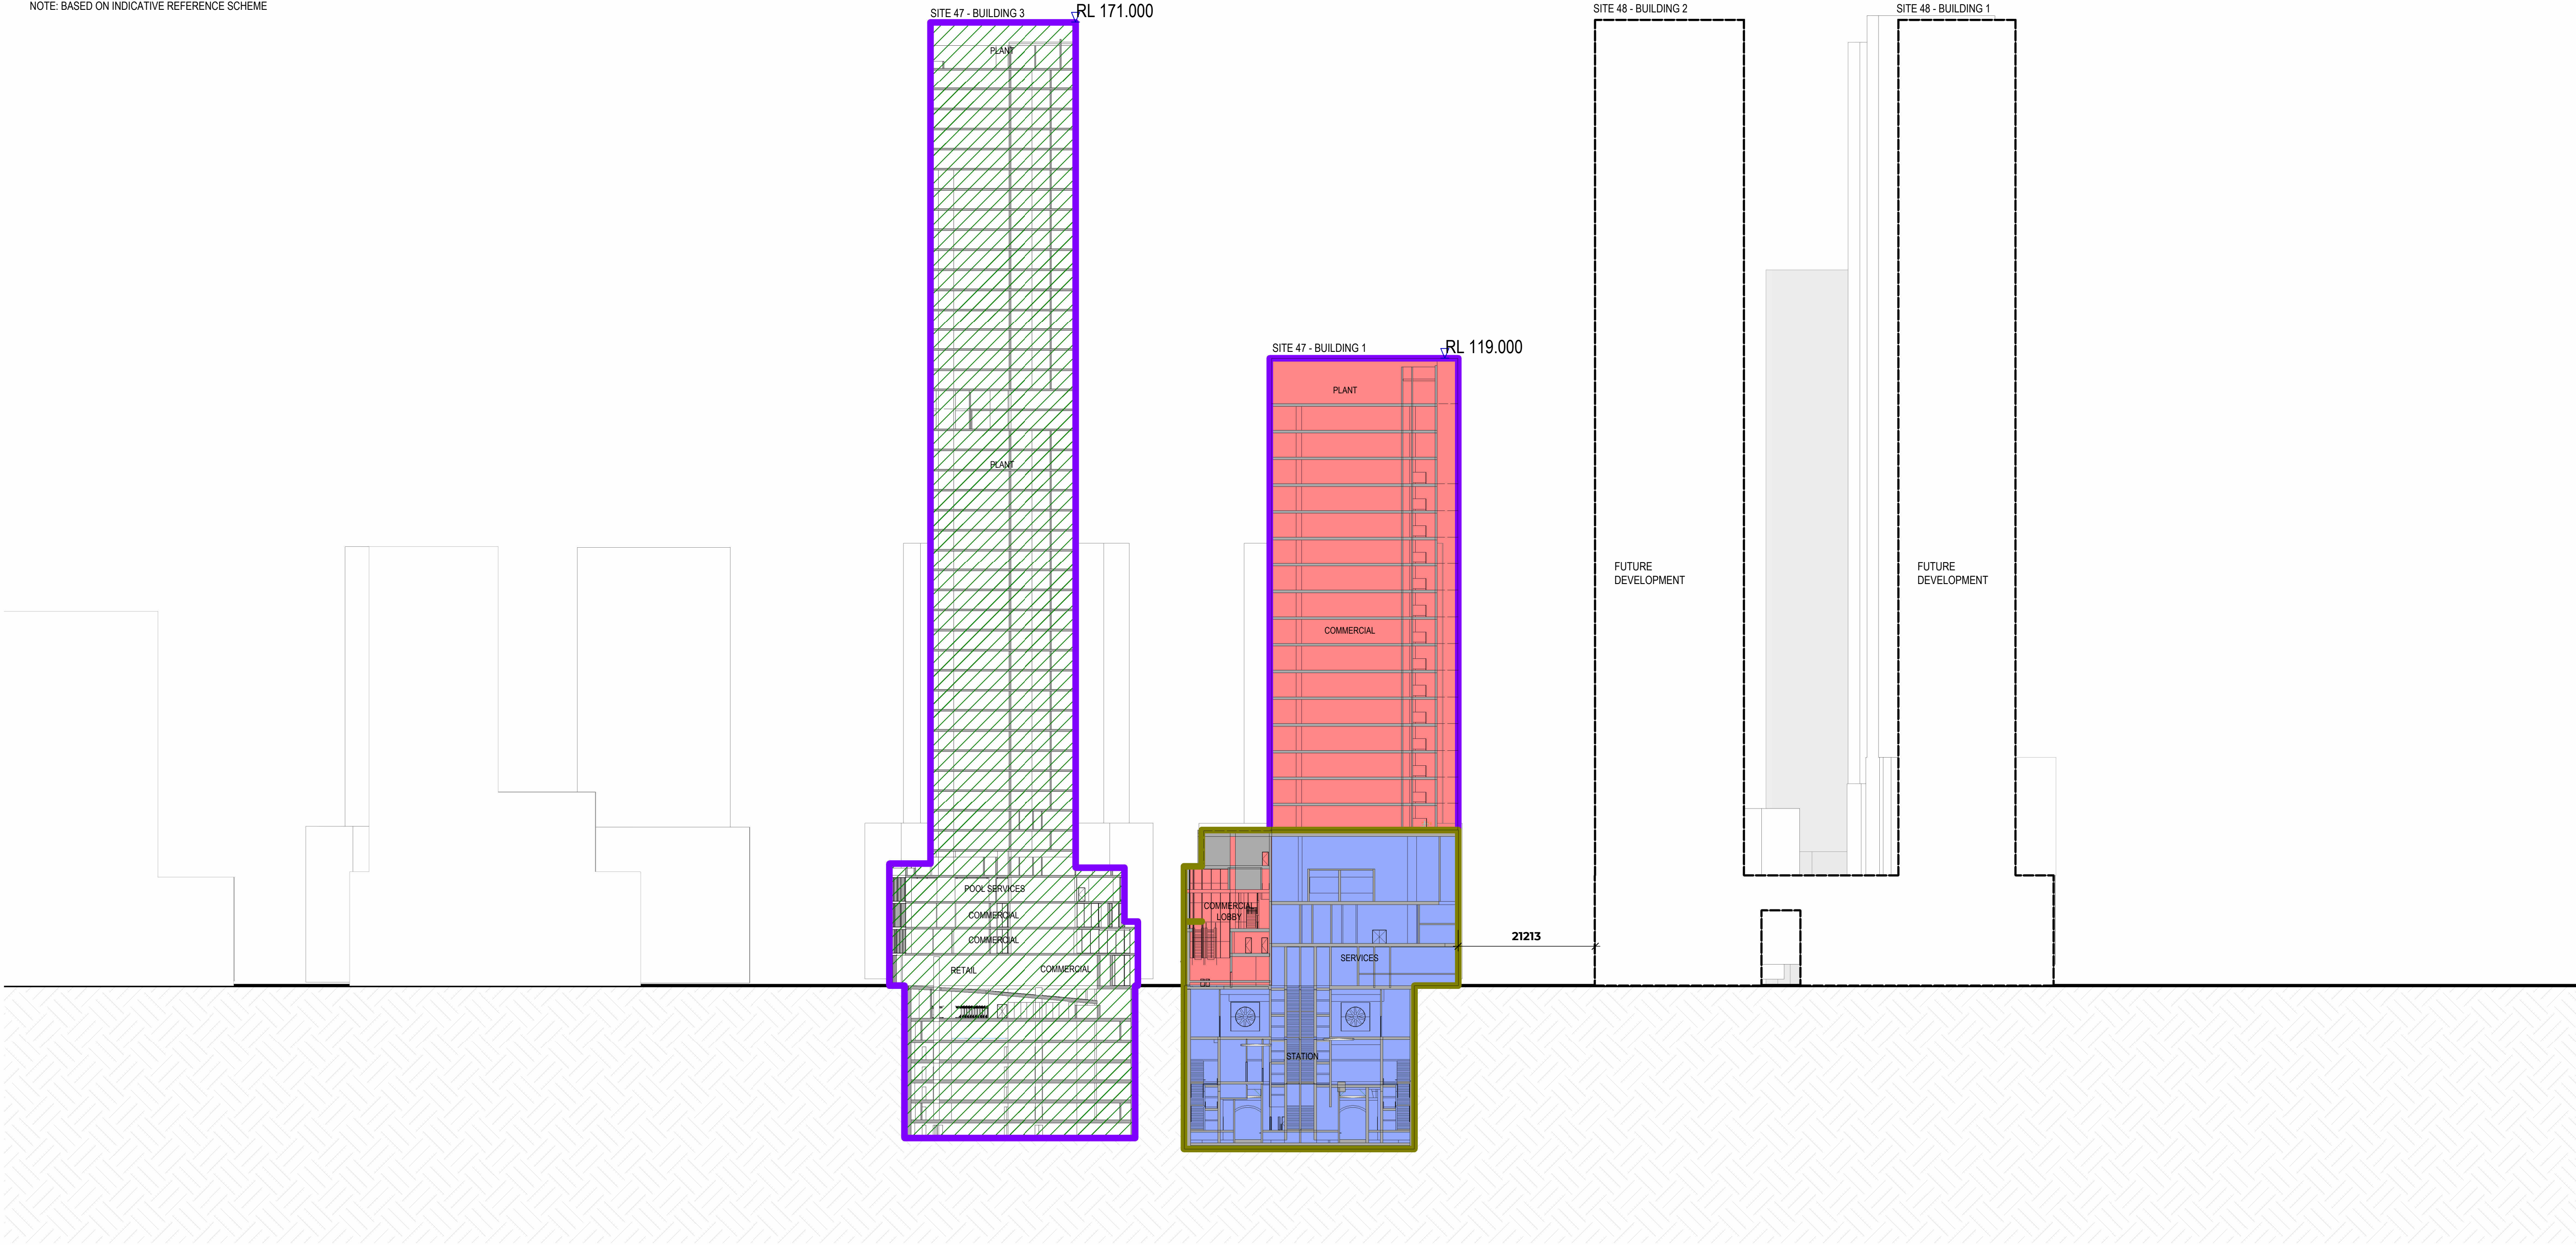 NOTE: BASED ON INDICATIVE REFERENCE SCHEME
SITE 47 - BUILDING 3
RL 171.000
SITE 48 - BUILDING 2
SITE 48 - BUILDING 1
PLANT
SITE 47 - BUILDING 1
RL 119.000
PLANT
PLANT
FUTURE
DEVELOPMENT
FUTURE
DEVELOPMENT
COMMERCIAL
POOL SERVICES
COMMERCIAL
COMMERCIAL
RETAIL
COMMERCIAL
COMMERCIAL
LOBBY
21213
SERVICES
STATION